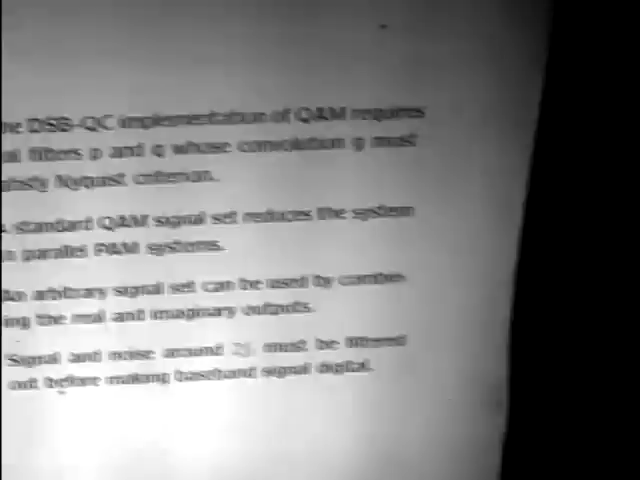 DSB-QC implementation of QAM requires
filters p and q whose convolution g must
Nyquist criterion.
standard QAM signal set reduces the system
parallel PAM systems.
arbitrary signal set can be used by combin-
ing the real and imaginary outputs.
Signal and noise around must be filtered
out before making baseband signal digital.